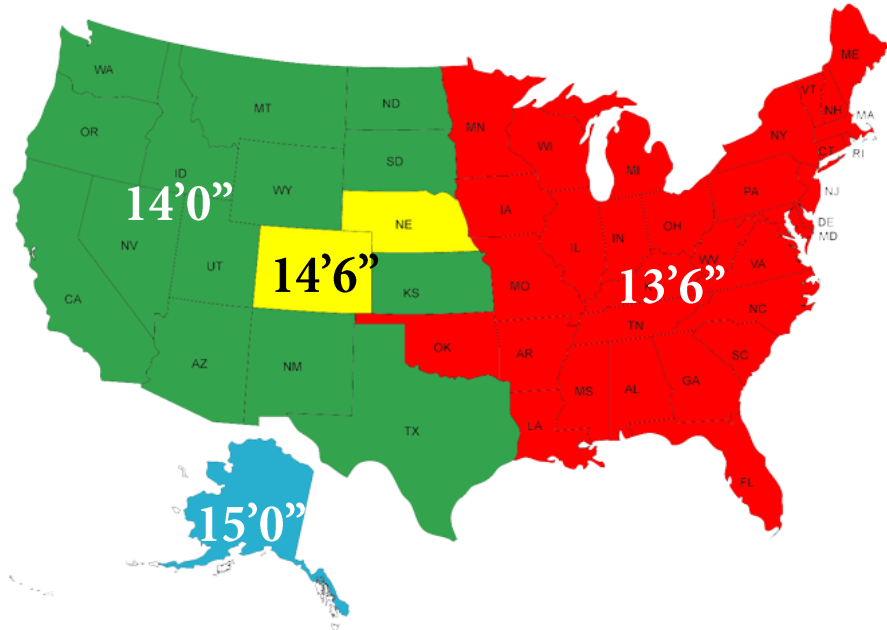 WA
OR
CA
NV
ID
14’0”
MT
WY
UT
AZ
NM
ND
SD
NE
14’6”
KS
OK
TX
MN
IA
MO
AR
LA
WI
IL
MI
IN
OH
13’6”
TN
MS
AL
GA
FL
SC
NC
VA
WV
PA
NY
VT
NH
ME
MA
CT
RI
NJ
DE
MD
15’0”